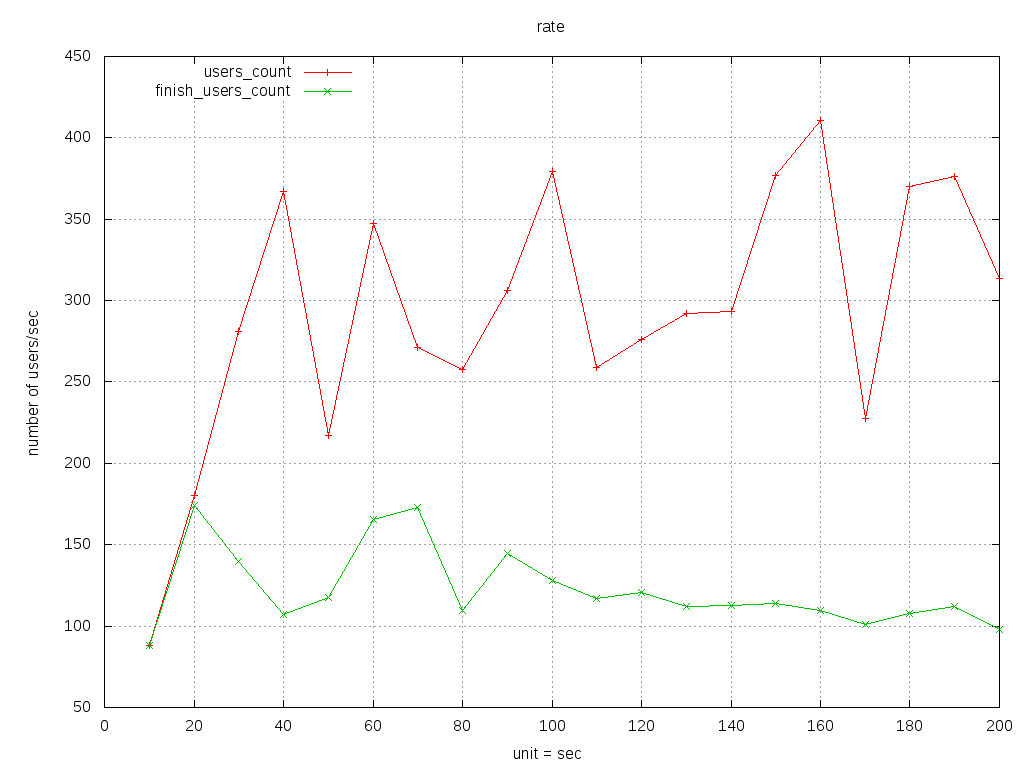 rate
users_count
finish_users_count
450
400
350
300
250
200
150
100
50
number of users/sec
0 20 40 60 80 100 120 140 160 180 200
unit = sec